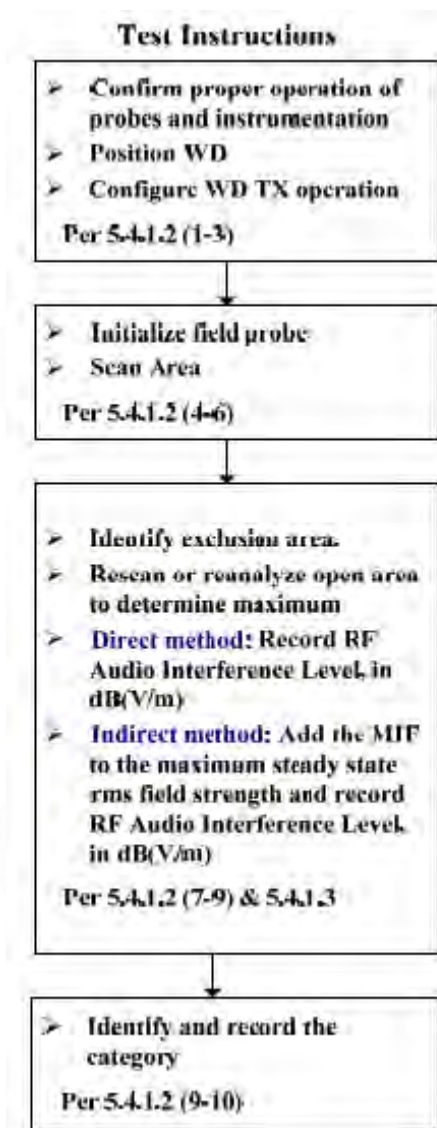 Test Instructions
➢ Confirm proper operation of
probes and instrumentation
➢ Position WD
➢ Configure WD TX operation
Per 5.4.1.2 (1-3)
➢ Initialize field probe
➢ Scan Area
Per 5.4.1.2 (4-6)
➢ Identify exclusion area.
➢ Rescan or reanalyze open area
to determine maximum
➢ Direct method: Record RF
Audio Interference Level, in
dB(V/m)
➢ Indirect method: Add the MIF
to the maximum steady state
rms field strength and record
RF Audio Interference Level,
in dB(V/m)
Per 5.4.1.2 (7-9) & 5.4.1.3
➢ Identify and record the
category
Per 5.4.1.2 (9-10)